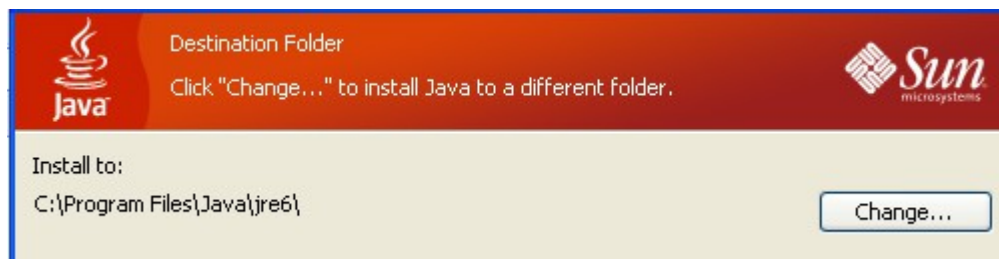 Destination Folder
Click "Change..." to install Java to a different folder.
Java
Sun
microsystems
Install to:
C:\Program Files\Java\jre6\
Change...